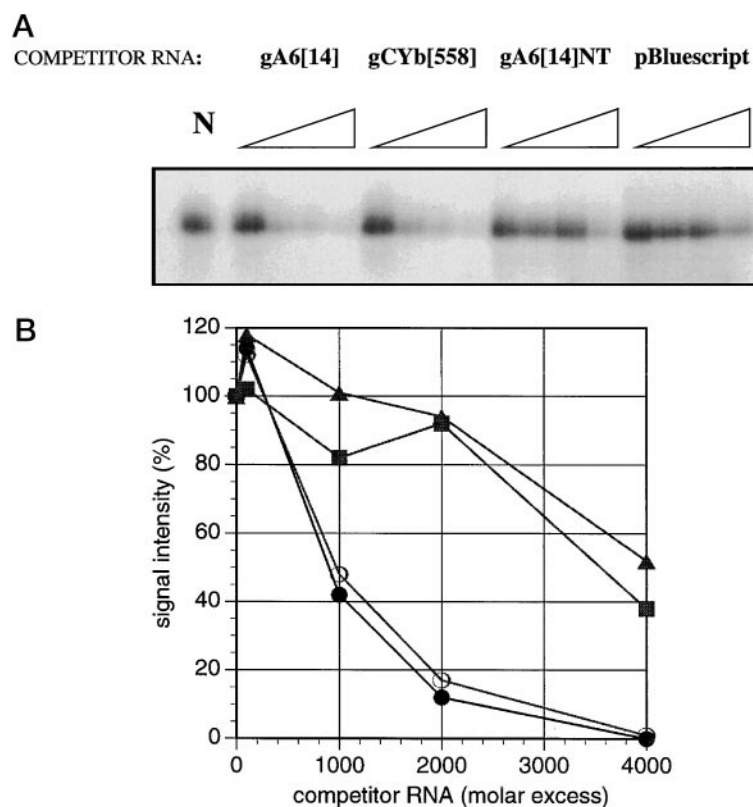 A
COMPETITOR RNA: gA6[14] gCYb[558] gA6[14]NT pBluescript
N
B
120
100
80
60
40
20
0
signal intensity (%)
0 1000 2000 3000 4000
competitor RNA (molar excess)